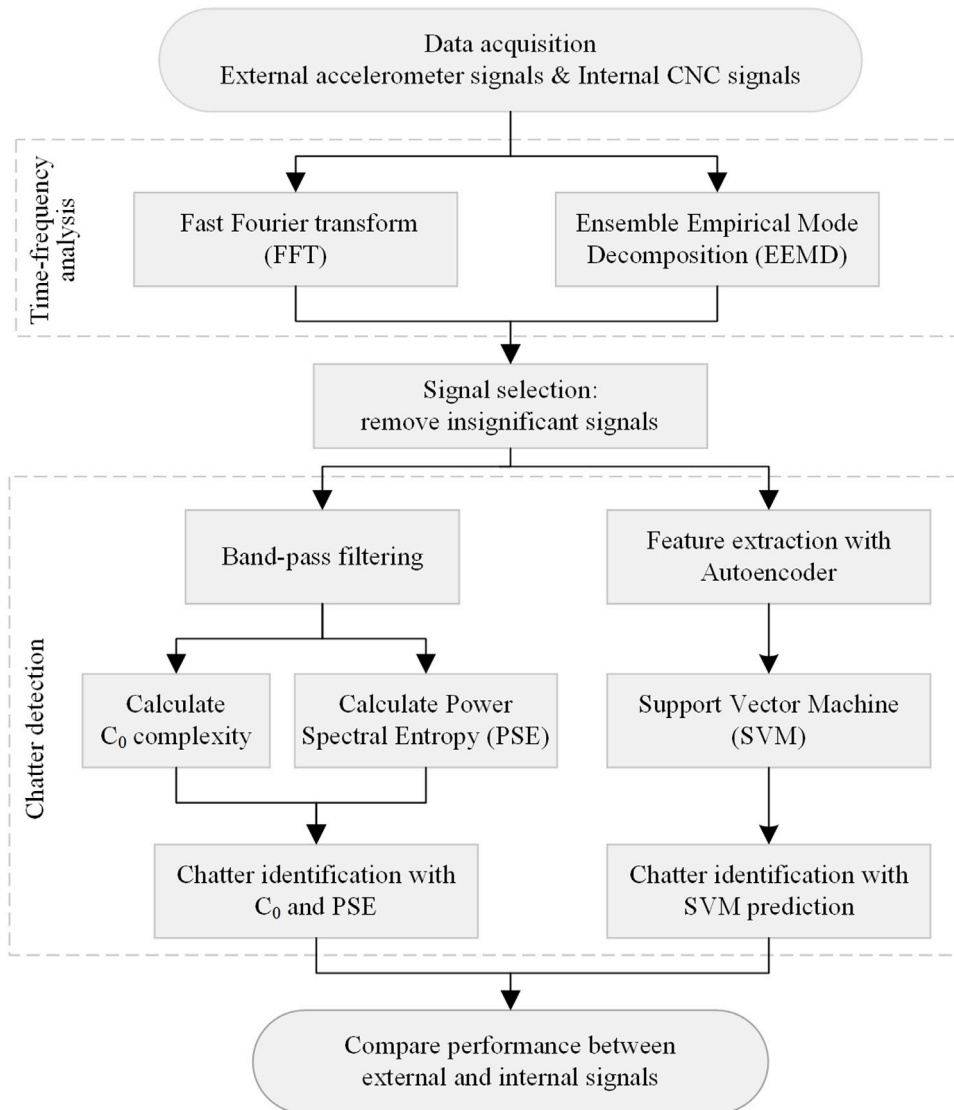 Data acquisition
External accelerometer signals & Internal CNC signals
Time-frequency
analysis
Fast Fourier transform
(FFT)
Ensemble Empirical Mode
Decomposition (EEMD)
Signal selection:
remove insignificant signals
Chatter detection
Band-pass filtering
Feature extraction with
Autoencoder
Calculate
C₀ complexity
Calculate Power
Spectral Entropy (PSE)
Support Vector Machine
(SVM)
Chatter identification with
C₀ and PSE
Chatter identification with
SVM prediction
Compare performance between
external and internal signals